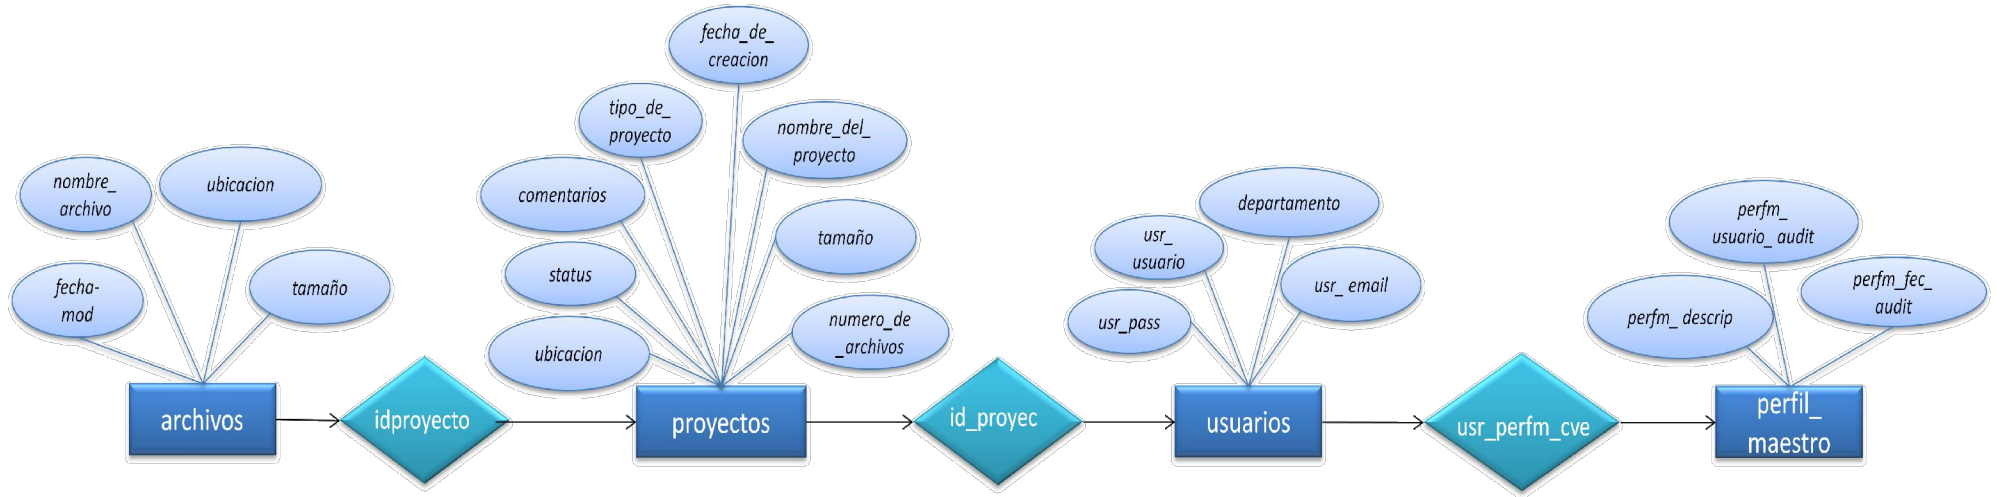 fecha_de_
creacion
tipo_de_
proyecto
nombre_del_
proyecto
nombre_
archivo
ubicacion
comentarios
departamento
perfm_
usuario_ audit
tamaño
usr_
usuario
fecha-
mod
tamaño
status
usr_ email
perfm_fec_
audit
ubicacion
numero_de
_archivos
usr_pass
perfm_ descrip
archivos
idproyecto
proyectos
id_proyec
usuarios
usr_perfm_cve
perfil_
maestro